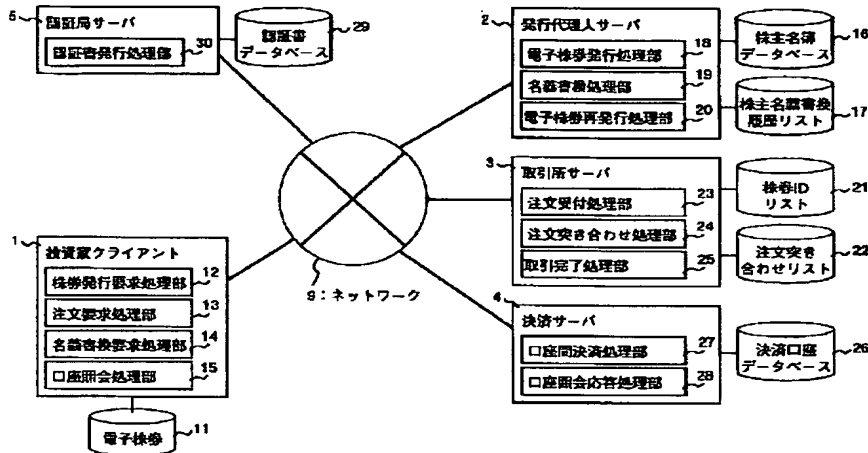 5
認証局サーバ
認証書発行処理部
30
認証書
データベース
29
2
発行代理人サーバ
電子株券発行処理部
18
名義書換処理部
19
電子株券再発行処理部
20
株主名簿
データベース
16
株主名義書換
履歴リスト
17
3
取引所サーバ
注文受付処理部
23
注文突き合わせ処理部
24
取引完了処理部
25
株券ID
リスト
21
注文突き
合わせリスト
22
1
投資家クライアント
株券発行要求処理部
12
注文要求処理部
13
名義書換要求処理部
14
口座照会処理部
15
電子株券
11
9:ネットワーク
4
決済サーバ
口座間決済処理部
27
口座照会応答処理部
28
決済口座
データベース
26